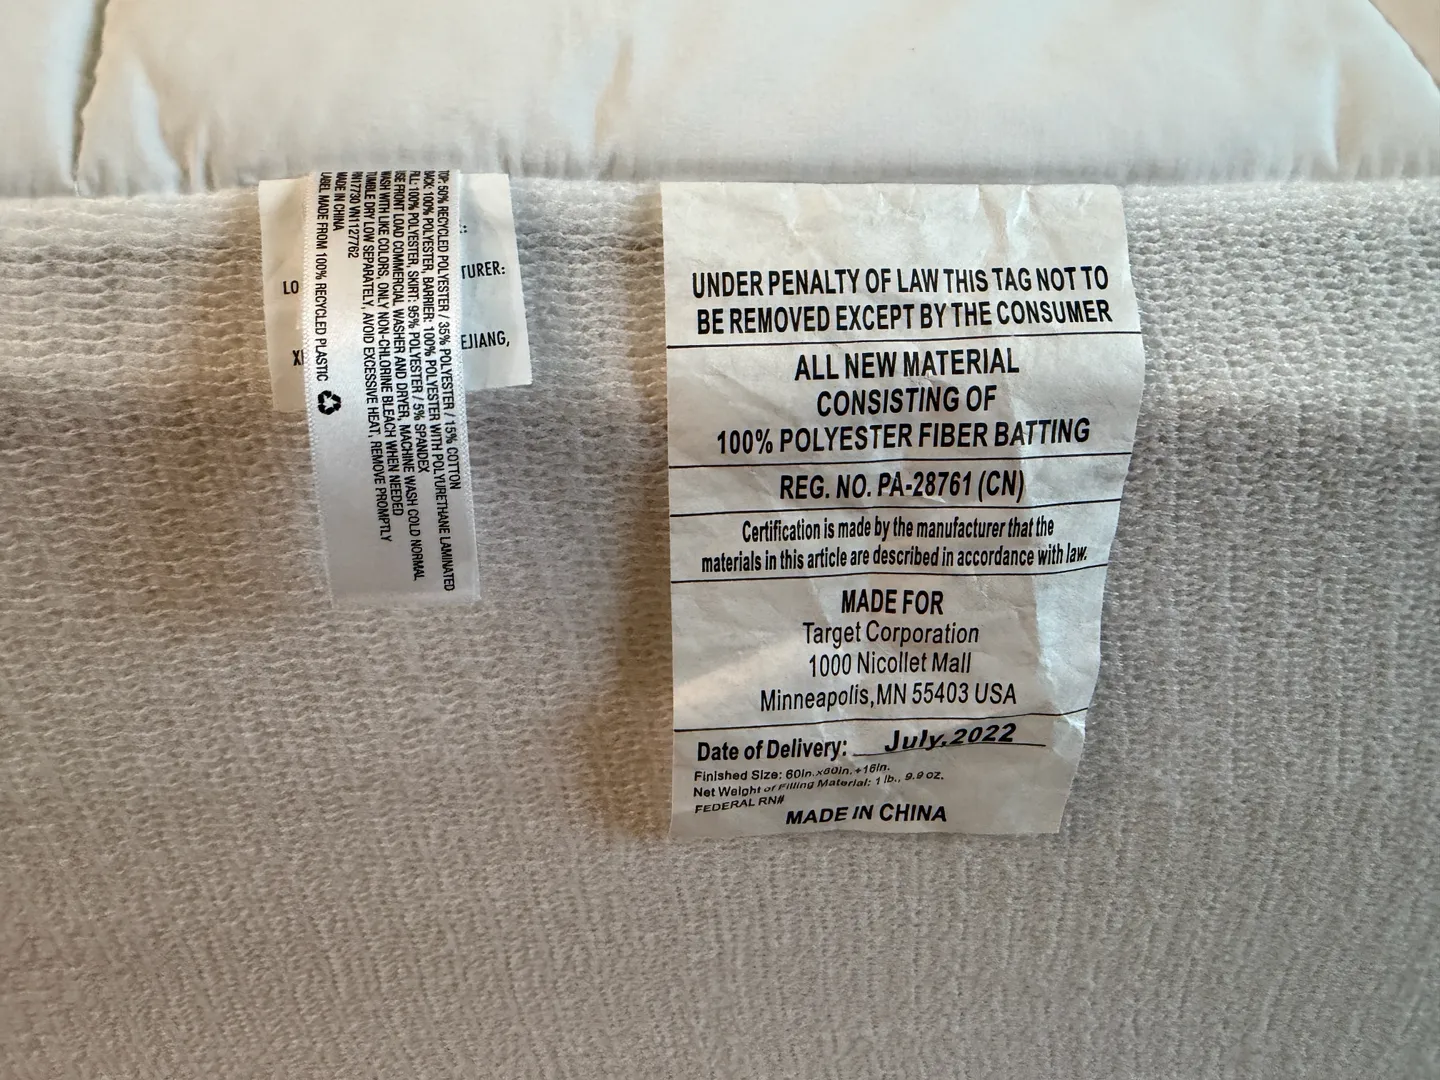 TOP: 50% RECYCLED POLYESTER / 35% POLYESTER / 15% COTTON
BACK: 100% POLYESTER, BARRIER: 100% POLYESTER WITH POLYURETHANE LAMINATED
FILL: 100% POLYESTER, SKIRT: 95% POLYESTER / 5% SPANDEX
USE FRONT LOAD COMMERCIAL WASHER AND DRYER, MACHINE WASH COLD NORMAL
WASH WITH LIKE COLORS, ONLY NON-CHLORINE BLEACH WHEN NEEDED
TUMBLE DRY LOW SEPARATELY, AVOID EXCESSIVE HEAT, REMOVE PROMPTLY
RN17730 VN1127762
MADE IN CHINA
LABEL MADE FROM 100% RECYCLED PLASTIC
LO
TURER:
XI
EJIANG,
UNDER PENALTY OF LAW THIS TAG NOT TO
BE REMOVED EXCEPT BY THE CONSUMER
ALL NEW MATERIAL
CONSISTING OF
100% POLYESTER FIBER BATTING
REG. NO. PA-28761 (CN)
Certification is made by the manufacturer that the
materials in this article are described in accordance with law.
MADE FOR
Target Corporation
1000 Nicollet Mall
Minneapolis,MN 55403 USA
Date of Delivery: July.2022
Finished Size: 60in.x80in.+16in.
Net Weight of Filling Material: 1 lb., 9.9 oz.
FEDERAL RN#
MADE IN CHINA